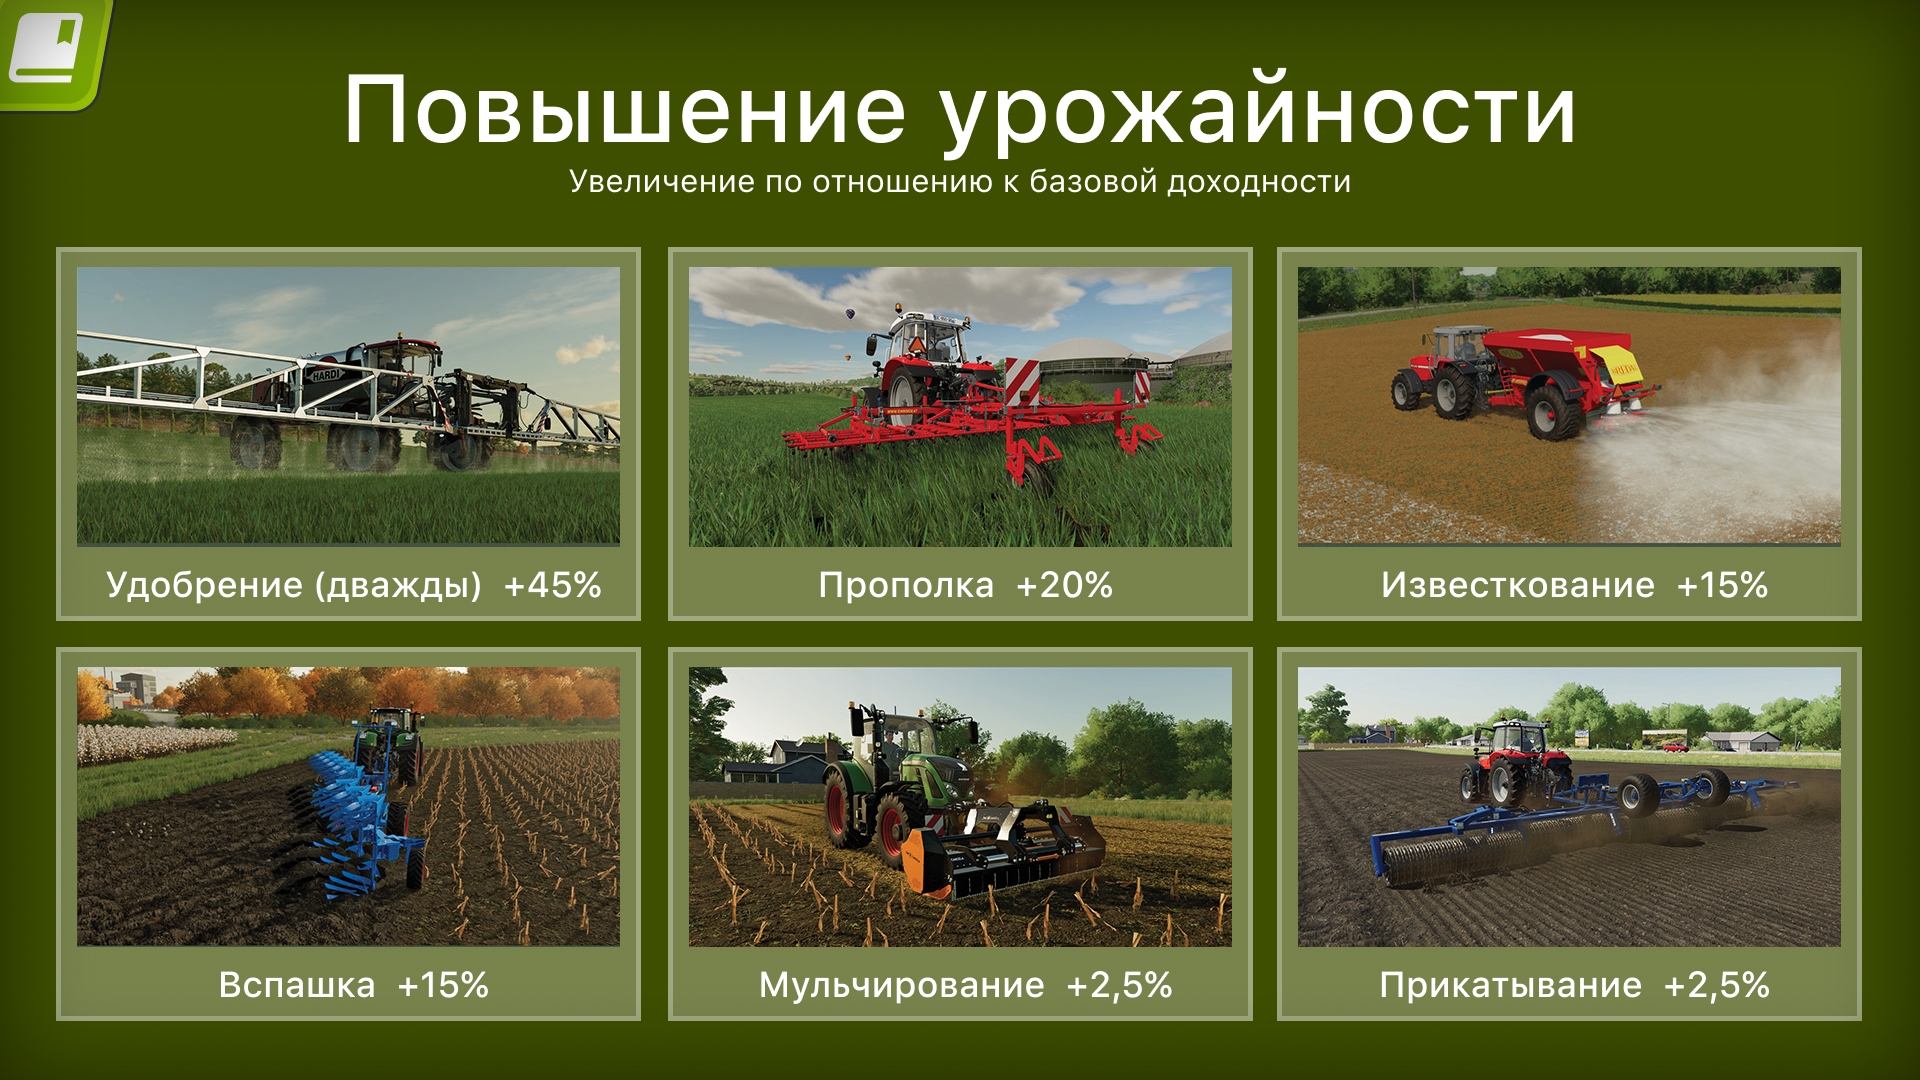 Повышение урожайности
Увеличение по отношению к базовой доходности
HARDI
Удобрение (дважды) +45%
Прополка +20%
BREDAL
Известкование +15%
Вспашка +15%
Мульчирование +2,5%
Прикатывание +2,5%